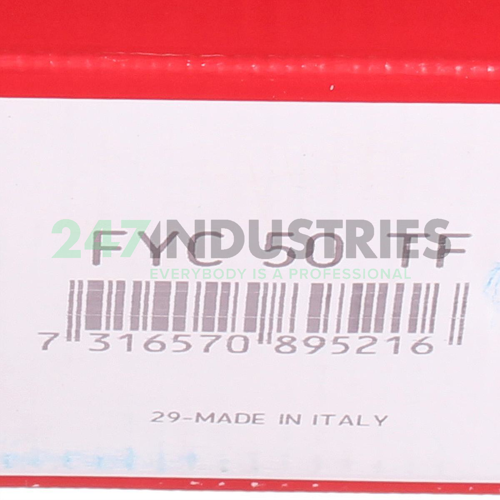 247INDUSTRIES
FYC 50 TF
EVERYBODY IS A PROFESSIONAL
7 316570 895216
29-MADE IN ITALY